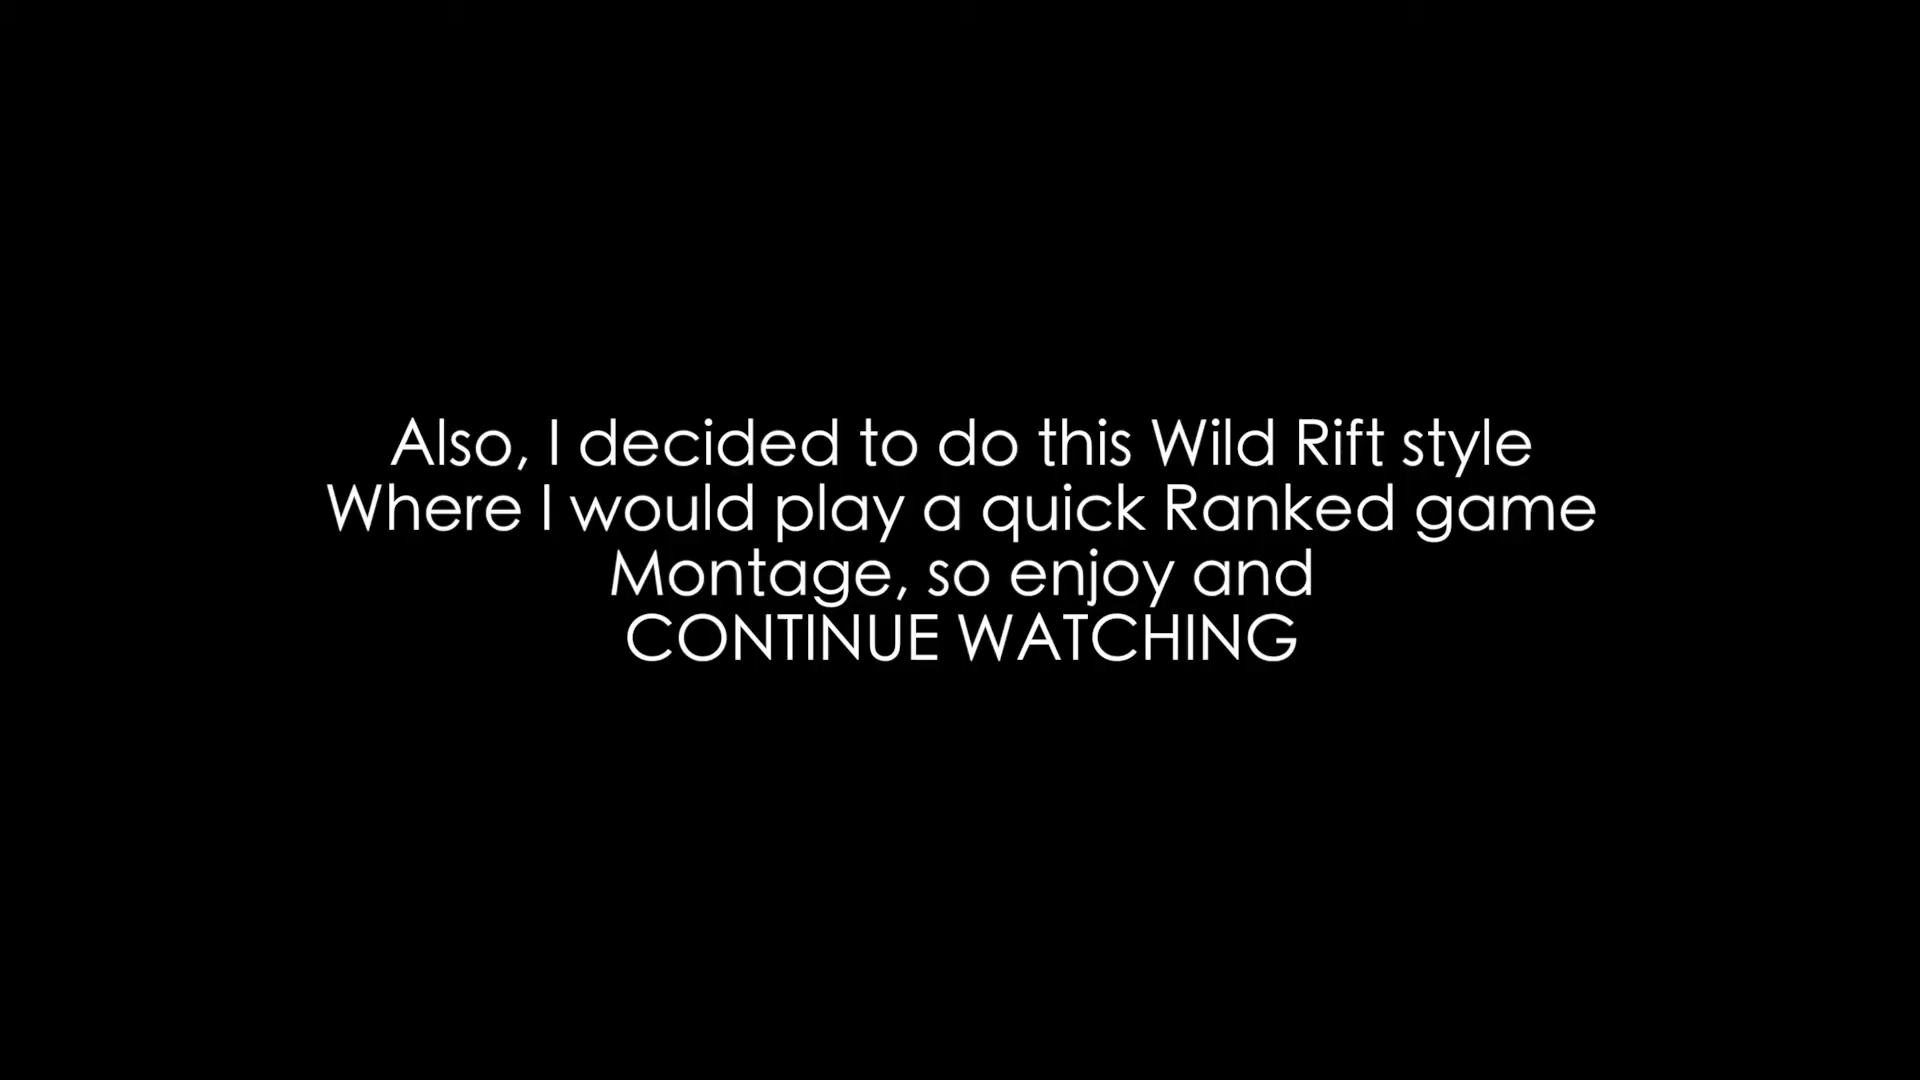 Also, I decided to do this Wild Rift style
Where I would play a quick Ranked game
Montage, so enjoy and
CONTINUE WATCHING